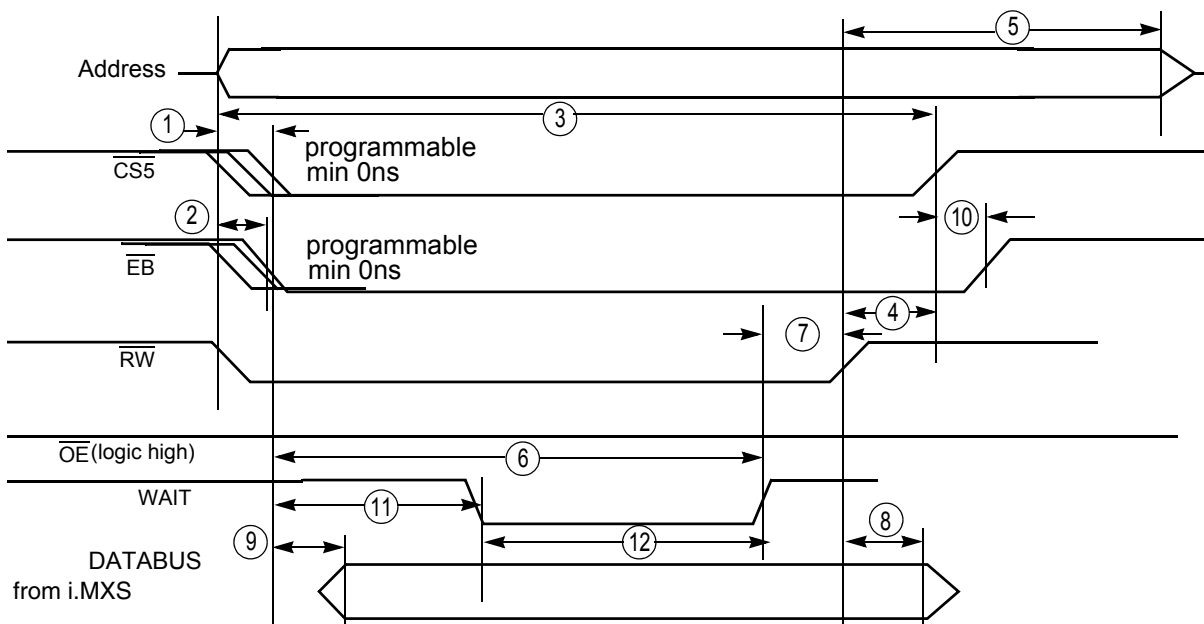 5
Address
3
1
programmable
min 0ns
CS5
2
10
programmable
min 0ns
EB
4
7
RW
OE(logic high)
6
WAIT
11
8
9
12
DATABUS
from i.MXS